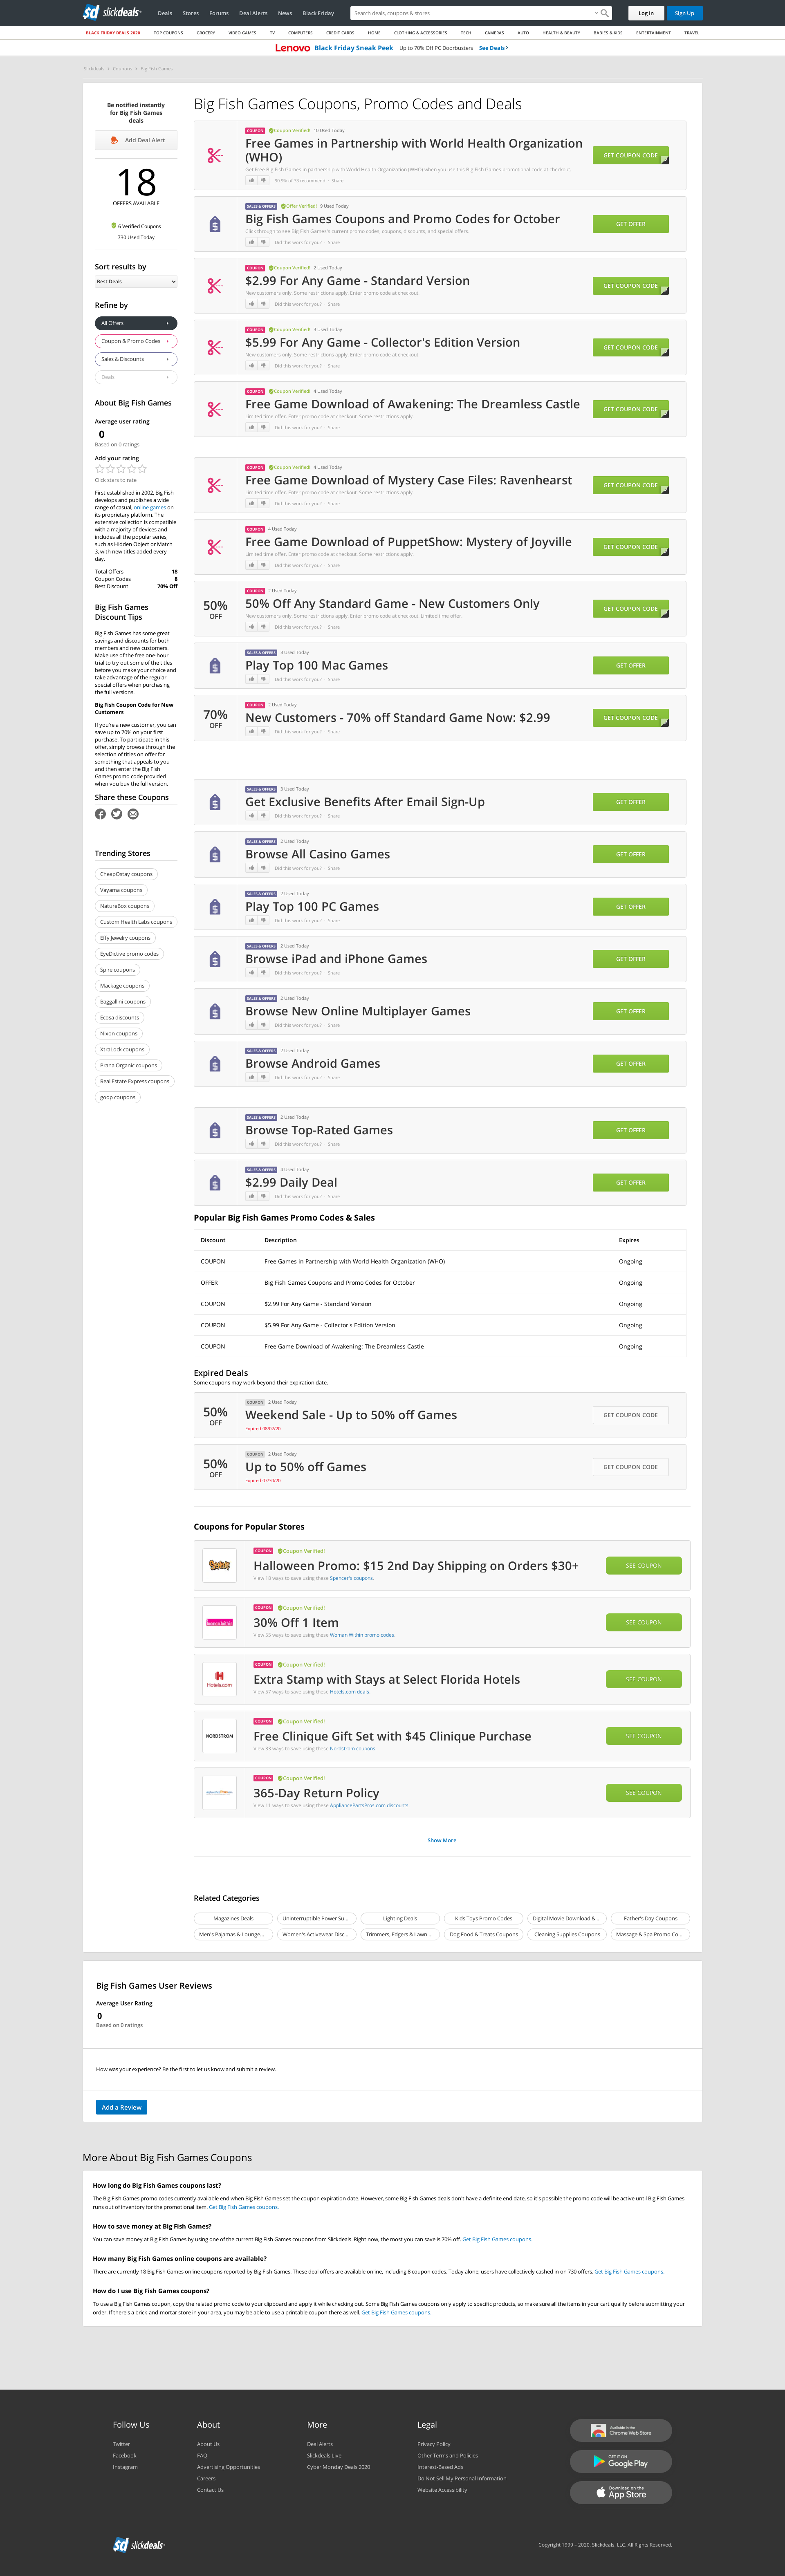 slickdeals
Deals Stores Forums Deal Alerts News Black Friday
Search deals, coupons & stores
Log In Sign Up
BLACK FRIDAY DEALS 2020 TOP COUPONS GROCERY VIDEO GAMES TV COMPUTERS CREDIT CARDS HOME CLOTHING & ACCESSORIES TECH CAMERAS AUTO HEALTH & BEAUTY BABIES & KIDS ENTERTAINMENT TRAVEL
Lenovo Black Friday Sneak Peek Up to 70% Off PC Doorbusters See Deals
Slickdeals Coupons Big Fish Games
Be notified instantly
for Big Fish Games
deals
Add Deal Alert
18
OFFERS AVAILABLE
6 Verified Coupons
730 Used Today
Sort results by
Best Deals
Refine by
All Offers
Coupon & Promo Codes
Sales & Discounts
Deals
About Big Fish Games
Average user rating
0
Based on 0 ratings
Add your rating
Click stars to rate
First established in 2002, Big Fish
develops and publishes a wide
range of casual, online games on
its proprietary platform. The
extensive collection is compatible
with a majority of devices and
includes all the popular series,
such as Hidden Object or Match
3, with new titles added every
day.
Total Offers 18
Coupon Codes 8
Best Discount 70% Off
Big Fish Games
Discount Tips
Big Fish Games has some great
savings and discounts for both
members and new customers.
Make use of the free one-hour
trial to try out some of the titles
before you make your choice and
take advantage of the regular
special offers when purchasing
the full versions.
Big Fish Coupon Code for New
Customers
If you're a new customer, you can
save up to 70% on your first
purchase. To participate in this
offer, simply browse through the
selection of titles on offer for
something that appeals to you
and then enter the Big Fish
Games promo code provided
when you buy the full version.
Share these Coupons
Trending Stores
CheapOstay coupons
Vayama coupons
NatureBox coupons
Custom Health Labs coupons
Effy Jewelry coupons
EyeDictive promo codes
Spire coupons
Mackage coupons
Baggallini coupons
Ecosa discounts
Nixon coupons
XtraLock coupons
Prana Organic coupons
Real Estate Express coupons
goop coupons
Big Fish Games Coupons, Promo Codes and Deals
COUPON Coupon Verified! 10 Used Today
Free Games in Partnership with World Health Organization
(WHO)
Get Free Big Fish Games in partnership with World Health Organization (WHO) when you use this Big Fish Games promotional code at checkout.
90.9% of 33 recommend · Share
GET COUPON CODE
SALES & OFFERS Offer Verified! 9 Used Today
Big Fish Games Coupons and Promo Codes for October
Click through to see Big Fish Games's current promo codes, coupons, discounts, and special offers.
Did this work for you? · Share
GET OFFER
COUPON Coupon Verified! 2 Used Today
$2.99 For Any Game - Standard Version
New customers only. Some restrictions apply. Enter promo code at checkout.
Did this work for you? · Share
GET COUPON CODE
COUPON Coupon Verified! 3 Used Today
$5.99 For Any Game - Collector's Edition Version
New customers only. Some restrictions apply. Enter promo code at checkout.
Did this work for you? · Share
GET COUPON CODE
COUPON Coupon Verified! 4 Used Today
Free Game Download of Awakening: The Dreamless Castle
Limited time offer. Enter promo code at checkout. Some restrictions apply.
Did this work for you? · Share
GET COUPON CODE
COUPON Coupon Verified! 4 Used Today
Free Game Download of Mystery Case Files: Ravenhearst
Limited time offer. Enter promo code at checkout. Some restrictions apply.
Did this work for you? · Share
GET COUPON CODE
COUPON 4 Used Today
Free Game Download of PuppetShow: Mystery of Joyville
Limited time offer. Enter promo code at checkout. Some restrictions apply.
Did this work for you? · Share
GET COUPON CODE
50%
OFF
COUPON 2 Used Today
50% Off Any Standard Game - New Customers Only
New customers only. Some restrictions apply. Enter promo code at checkout. Limited time offer.
Did this work for you? · Share
GET COUPON CODE
SALES & OFFERS 3 Used Today
Play Top 100 Mac Games
Did this work for you? · Share
GET OFFER
70%
OFF
COUPON 2 Used Today
New Customers - 70% off Standard Game Now: $2.99
Did this work for you? · Share
GET COUPON CODE
SALES & OFFERS 3 Used Today
Get Exclusive Benefits After Email Sign-Up
Did this work for you? · Share
GET OFFER
SALES & OFFERS 2 Used Today
Browse All Casino Games
Did this work for you? · Share
GET OFFER
SALES & OFFERS 2 Used Today
Play Top 100 PC Games
Did this work for you? · Share
GET OFFER
SALES & OFFERS 2 Used Today
Browse iPad and iPhone Games
Did this work for you? · Share
GET OFFER
SALES & OFFERS 2 Used Today
Browse New Online Multiplayer Games
Did this work for you? · Share
GET OFFER
SALES & OFFERS 2 Used Today
Browse Android Games
Did this work for you? · Share
GET OFFER
SALES & OFFERS 2 Used Today
Browse Top-Rated Games
Did this work for you? · Share
GET OFFER
SALES & OFFERS 4 Used Today
$2.99 Daily Deal
Did this work for you? · Share
GET OFFER
Popular Big Fish Games Promo Codes & Sales
Discount Description Expires
COUPON Free Games in Partnership with World Health Organization (WHO) Ongoing
OFFER Big Fish Games Coupons and Promo Codes for October Ongoing
COUPON $2.99 For Any Game - Standard Version Ongoing
COUPON $5.99 For Any Game - Collector's Edition Version Ongoing
COUPON Free Game Download of Awakening: The Dreamless Castle Ongoing
Expired Deals
Some coupons may work beyond their expiration date.
50%
OFF
COUPON 2 Used Today
Weekend Sale - Up to 50% off Games
Expired 08/02/20
GET COUPON CODE
50%
OFF
COUPON 2 Used Today
Up to 50% off Games
Expired 07/30/20
GET COUPON CODE
Coupons for Popular Stores
COUPON Coupon Verified!
Halloween Promo: $15 2nd Day Shipping on Orders $30+
View 19 ways to save using these Spencer's coupons.
SEE COUPON
COUPON Coupon Verified!
30% Off 1 Item
View 55 ways to save using these Woman Within promo codes.
SEE COUPON
Hotels.com
COUPON Coupon Verified!
Extra Stamp with Stays at Select Florida Hotels
View 57 ways to save using these Hotels.com deals.
SEE COUPON
NORDSTROM
COUPON Coupon Verified!
Free Clinique Gift Set with $45 Clinique Purchase
View 33 ways to save using these Nordstrom coupons.
SEE COUPON
COUPON Coupon Verified!
365-Day Return Policy
View 11 ways to save using these AppliancePartsPros.com discounts.
SEE COUPON
Show More
Related Categories
Magazines Deals Uninterruptible Power Su... Lighting Deals Kids Toys Promo Codes Digital Movie Download & ... Father's Day Coupons
Men's Pajamas & Lounge... Women's Activewear Disc... Trimmers, Edgers & Lawn ... Dog Food & Treats Coupons Cleaning Supplies Coupons Massage & Spa Promo Co...
Big Fish Games User Reviews
Average User Rating
0
Based on 0 ratings
How was your experience? Be the first to let us know and submit a review.
Add a Review
More About Big Fish Games Coupons
How long do Big Fish Games coupons last?
The Big Fish Games promo codes currently available end when Big Fish Games set the coupon expiration date. However, some Big Fish Games deals don't have a definite end date, so it's possible the promo code will be active until Big Fish Games
runs out of inventory for the promotional item. Get Big Fish Games coupons.
How to save money at Big Fish Games?
You can save money at Big Fish Games by using one of the current Big Fish Games coupons from Slickdeals. Right now, the most you can save is 70% off. Get Big Fish Games coupons.
How many Big Fish Games online coupons are available?
There are currently 18 Big Fish Games online coupons reported by Big Fish Games. These deal offers are available online, including 8 coupon codes. Today alone, users have collectively cashed in on 730 offers. Get Big Fish Games coupons.
How do I use Big Fish Games coupons?
To use a Big Fish Games coupon, copy the related promo code to your clipboard and apply it while checking out. Some Big Fish Games coupons only apply to specific products, so make sure all the items in your cart qualify before submitting your
order. If there's a brick-and-mortar store in your area, you may be able to use a printable coupon there as well. Get Big Fish Games coupons.
Follow Us
Twitter
Facebook
Instagram
About
About Us
FAQ
Advertising Opportunities
Careers
Contact Us
More
Deal Alerts
Slickdeals Live
Cyber Monday Deals 2020
Legal
Privacy Policy
Other Terms and Policies
Interest-Based Ads
Do Not Sell My Personal Information
Website Accessibility
Available in the
Chrome Web Store
GET IT ON
Google Play
Download on the
App Store
slickdeals
Copyright 1999 – 2020. Slickdeals, LLC. All Rights Reserved.